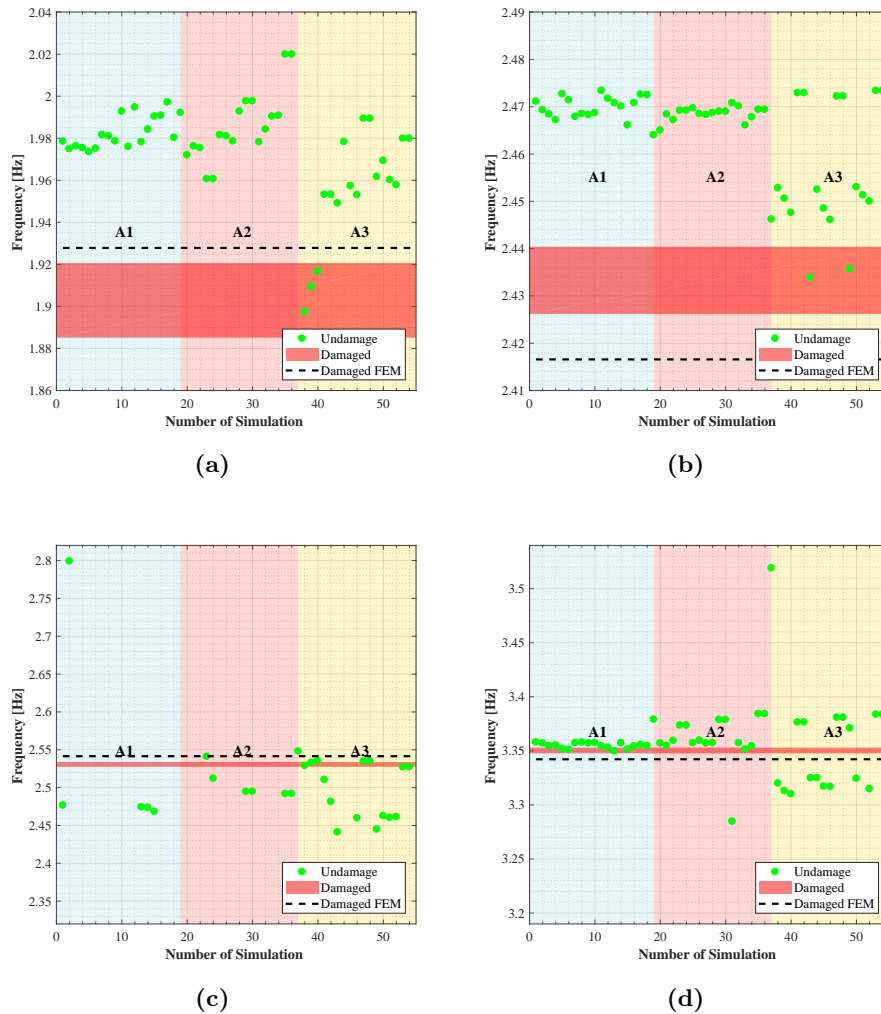 2.04
2.02
2
1.98
1.96
1.94
1.92
1.9
1.88
1.86
Frequency [Hz]
A1
A2
A3
Undamage
Damaged
Damaged FEM
0 10 20 30 40 50
Number of Simulation
(a)
2.49
2.48
2.47
2.46
2.45
2.44
2.43
2.42
2.41
Frequency [Hz]
A1
A2
A3
Undamage
Damaged
Damaged FEM
0 10 20 30 40 50
Number of Simulation
(b)
2.8
2.75
2.7
2.65
2.6
2.55
2.5
2.45
2.4
2.35
Frequency [Hz]
A1
A2
A3
Undamage
Damaged
Damaged FEM
0 10 20 30 40 50
Number of Simulation
(c)
3.5
3.45
3.4
3.35
3.3
3.25
3.2
Frequency [Hz]
A1
A2
A3
Undamage
Damaged
Damaged FEM
0 10 20 30 40 50
Number of Simulation
(d)